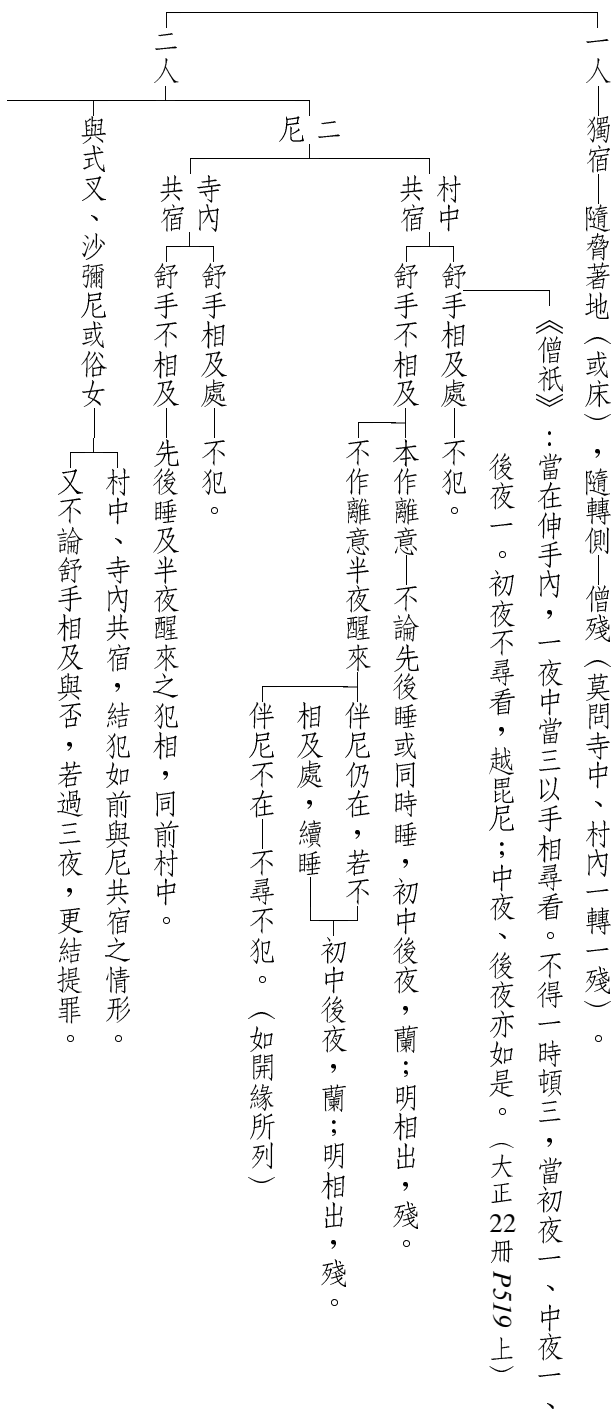 一人—獨宿—隨脅著地（或床），隨轉側—僧殘（莫問寺中、村內一轉一殘）。
二人
二尼
村中共宿
舒手相及處—不犯。
《僧祇》：當在伸手內，一夜中當三以手相尋看。不得一時頓三，當初夜一、中夜一、
後夜一。初夜不尋看，越毘尼；中夜、後夜亦如是。（大正22冊P519上）
舒手不相及
本作離意—不論先後睡或同時睡，初中後夜，蘭；明相出，殘。
不作離意半夜醒來
伴尼仍在，若不
相及處，續睡
初中後夜，蘭；明相出，殘。
伴尼不在—不尋不犯。（如開緣所列）
寺內共宿
舒手相及處—不犯。
舒手不相及—先後睡及半夜醒來之犯相，同前村中。
與式叉、沙彌尼或俗女
村中、寺內共宿，結犯如前與尼共宿之情形。
又不論舒手相及與否，若過三夜，更結提罪。